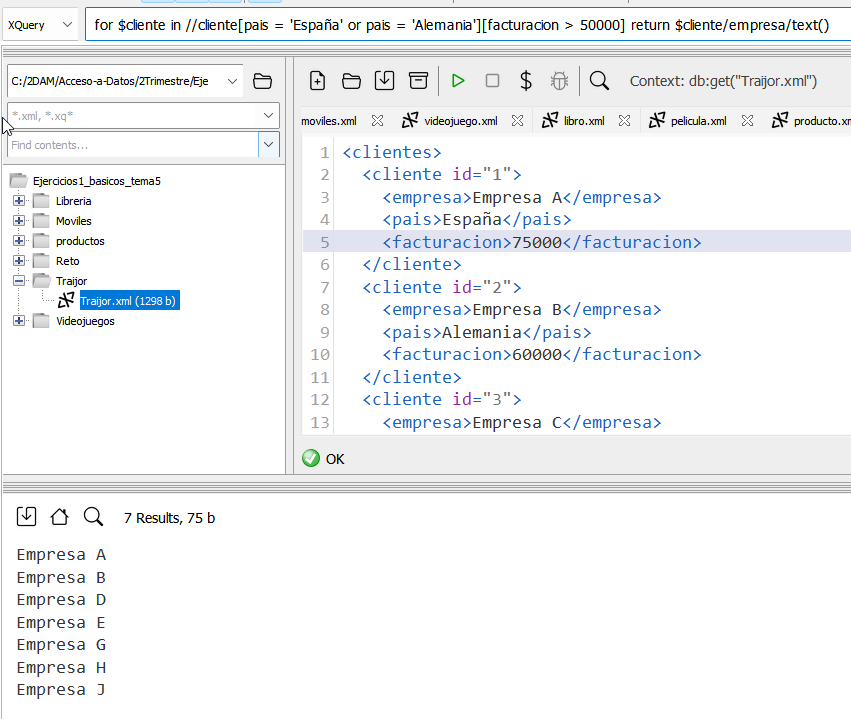 XQuery
for $cliente in //cliente[pais = 'España' or pais = 'Alemania'][facturacion > 50000] return $cliente/empresa/text()
C:/2DAM/Acceso-a-Datos/2Trimestre/Eje
*.xml, *.xq*
Find contents...
Ejercicios1_basicos_tema5
Libreria
Moviles
productos
Reto
Traijor
Traijor.xml (1298 b)
Videojuegos
Context: db:get("Traijor.xml")
moviles.xml videojuego.xml libro.xml pelicula.xml producto.xm
1 <clientes>
2 <cliente id="1">
3 <empresa>Empresa A</empresa>
4 <pais>España</pais>
5 <facturacion>75000</facturacion>
6 </cliente>
7 <cliente id="2">
8 <empresa>Empresa B</empresa>
9 <pais>Alemania</pais>
10 <facturacion>60000</facturacion>
11 </cliente>
12 <cliente id="3">
13 <empresa>Empresa C</empresa>
OK
7 Results, 75 b
Empresa A
Empresa B
Empresa D
Empresa E
Empresa G
Empresa H
Empresa J